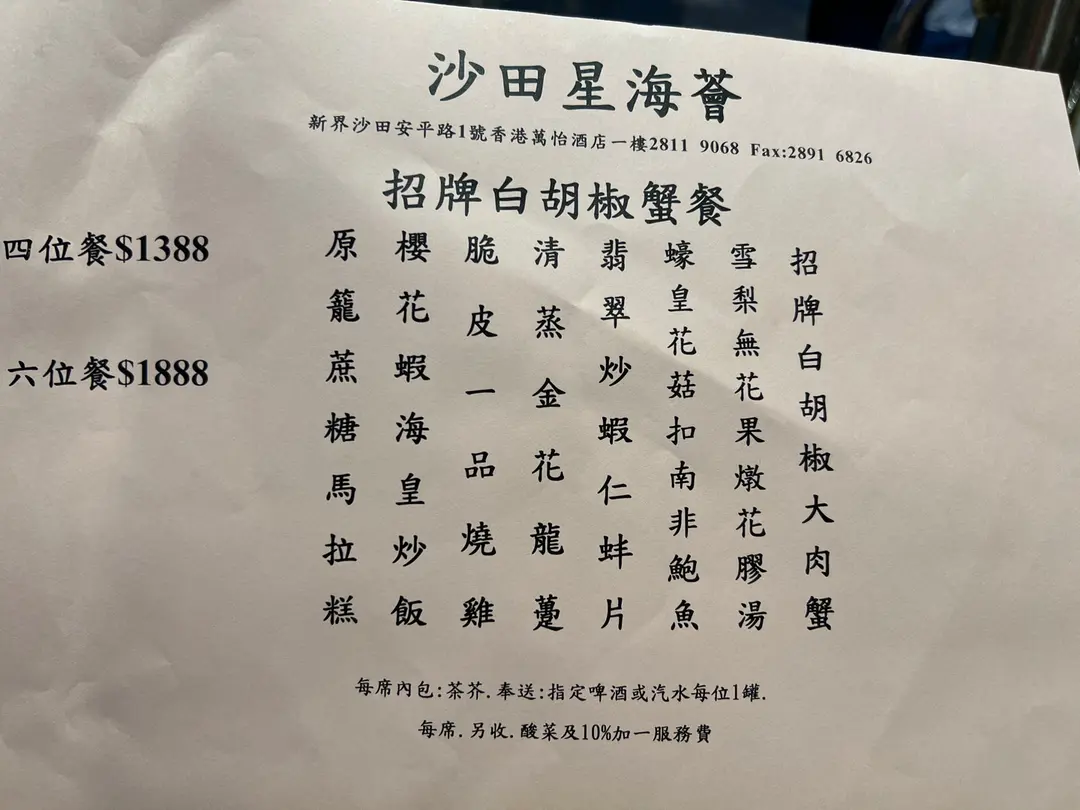 沙田星海薈
新界沙田安平路1號香港萬怡酒店一樓2811 9068 Fax:2891 6826
招牌白胡椒蟹餐
招牌白胡椒大肉蟹
雪梨無花果燉花膠湯
蠔皇花菇扣南非鮑魚
翡翠炒蝦仁蚌片
清蒸金花龍躉
脆皮一品燒雞
櫻花蝦海皇炒飯
原籠蔗糖馬拉糕
四位餐$1388
六位餐$1888
每席內包:茶芥.奉送:指定啤酒或汽水每位1罐.
每席.另收.酸菜及10%加一服務費